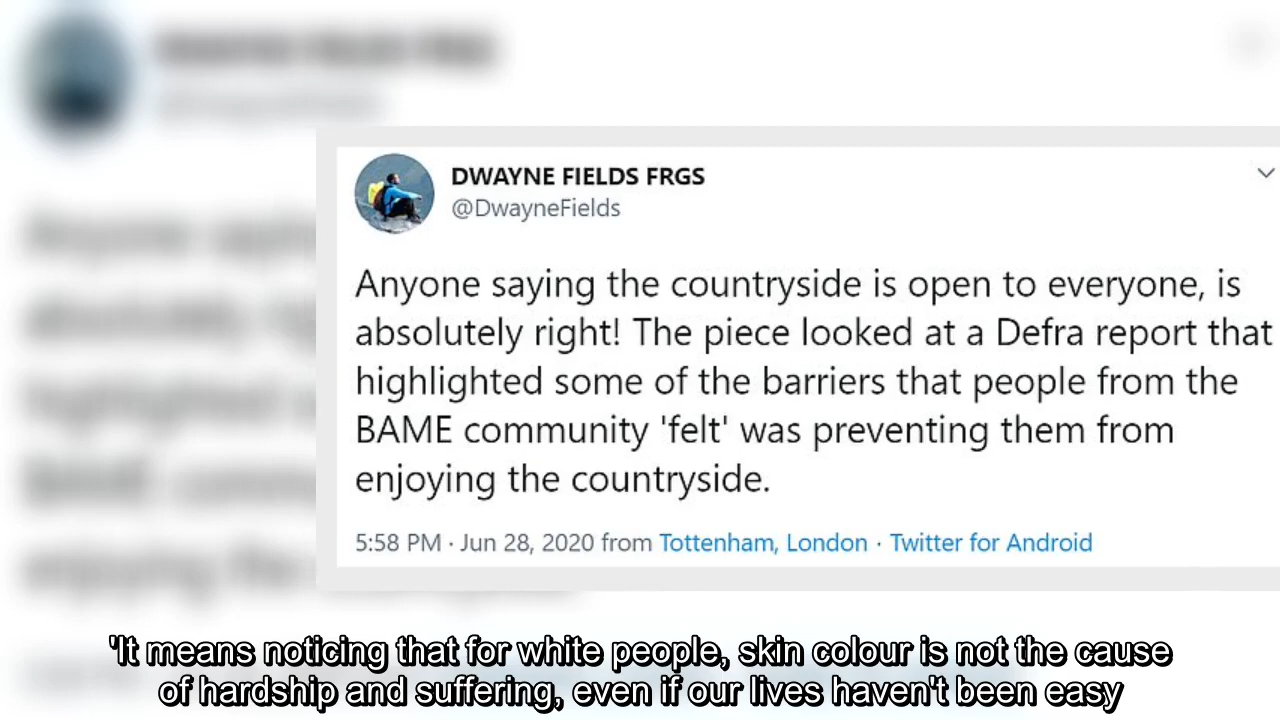 DWAYNE FIELDS FRGS
@DwayneFields
Anyone saying the countryside is open to everyone, is
absolutely right! The piece looked at a Defra report that
highlighted some of the barriers that people from the
BAME community 'felt' was preventing them from
enjoying the countryside.
5:58 PM · Jun 28, 2020 from Tottenham, London · Twitter for Android
'It means noticing that for white people, skin colour is not the cause
of hardship and suffering, even if our lives haven't been easy